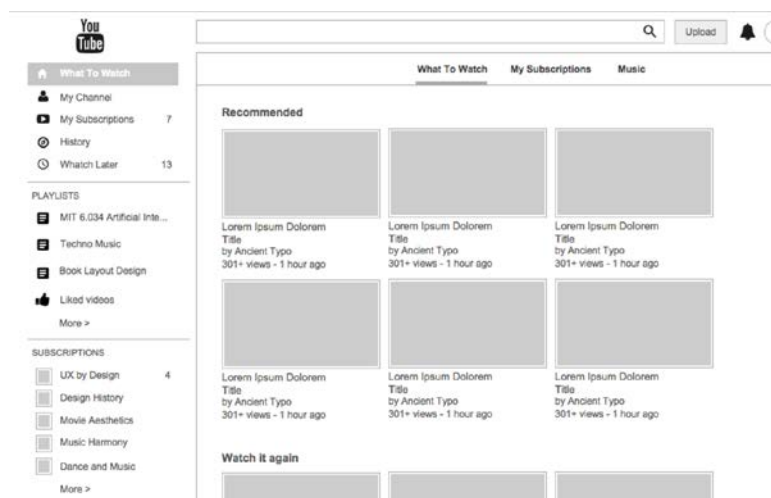 You
Tube
Upload
What To Watch
My Channel
My Subscriptions 7
History
Whatch Later 13
PLAYLISTS
MIT 6.034 Artificial Inte...
Techno Music
Book Layout Design
Liked videos
More >
SUBSCRIPTIONS
UX by Design 4
Design History
Movie Aesthetics
Music Harmony
Dance and Music
More >
What To Watch My Subscriptions Music
Recommended
Lorem Ipsum Dolorem
Title
by Ancient Typo
301+ views - 1 hour ago
Lorem Ipsum Dolorem
Title
by Ancient Typo
301+ views - 1 hour ago
Lorem Ipsum Dolorem
Title
by Ancient Typo
301+ views - 1 hour ago
Lorem Ipsum Dolorem
Title
by Ancient Typo
301+ views - 1 hour ago
Lorem Ipsum Dolorem
Title
by Ancient Typo
301+ views - 1 hour ago
Lorem Ipsum Dolorem
Title
by Ancient Typo
301+ views - 1 hour ago
Watch it again